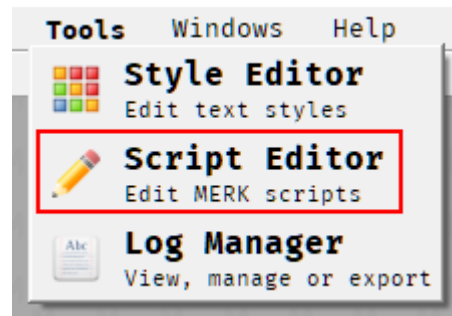 Tools Windows Help
Style Editor
Edit text styles
Script Editor
Edit MERK scripts
Abc
Log Manager
View, manage or export